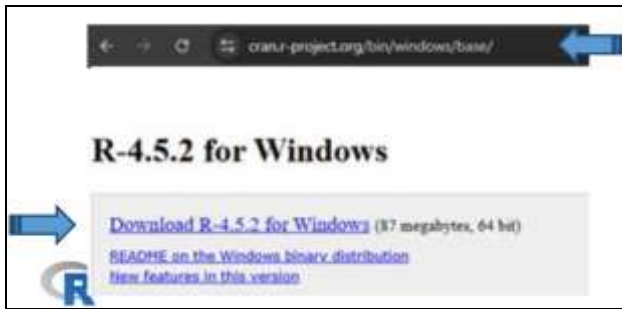 cran.r-project.org/bin/windows/base/
R-4.5.2 for Windows
Download R-4.5.2 for Windows (87 megabytes, 64 bit)
README on the Windows binary distribution
New features in this version
R